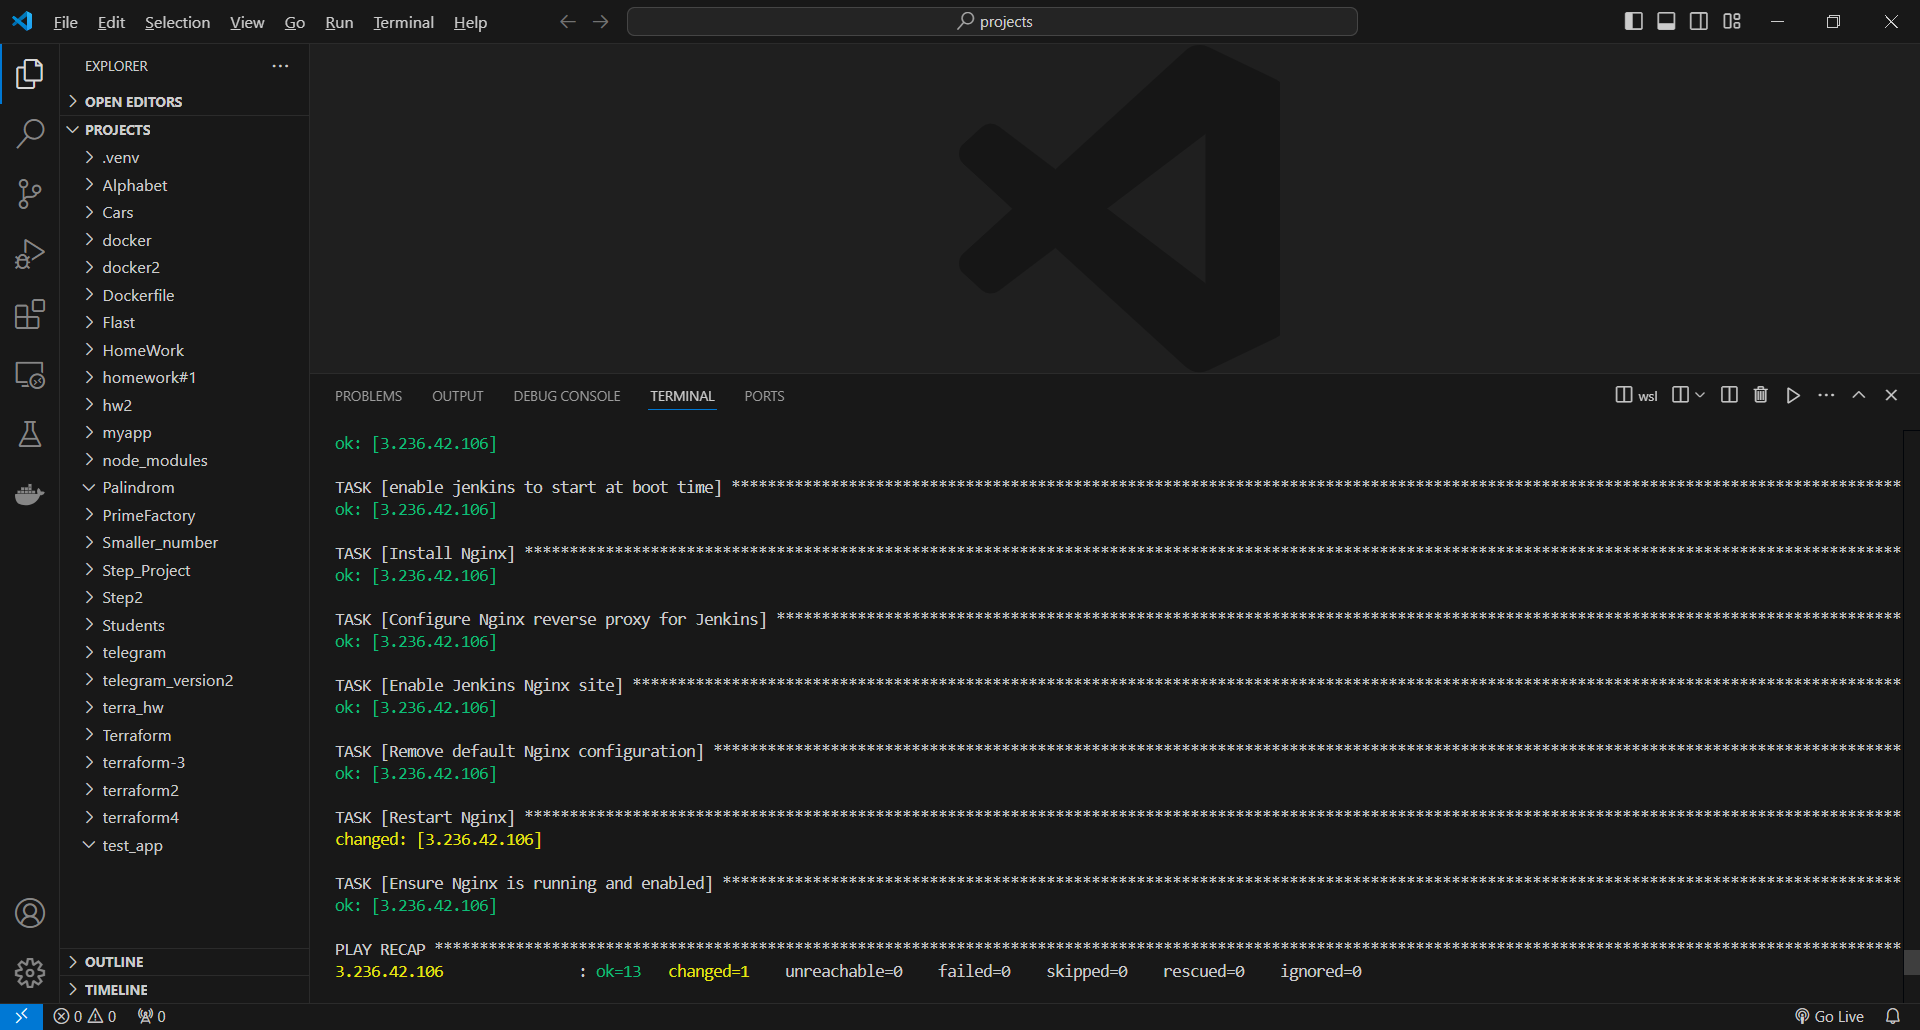 File Edit Selection View Go Run Terminal Help
projects
EXPLORER
OPEN EDITORS
PROJECTS
.venv
Alphabet
Cars
docker
docker2
Dockerfile
Flast
HomeWork
homework#1
hw2
myapp
node_modules
Palindrom
PrimeFactory
Smaller_number
Step_Project
Step2
Students
telegram
telegram_version2
terra_hw
Terraform
terraform-3
terraform2
terraform4
test_app
OUTLINE
TIMELINE
PROBLEMS OUTPUT DEBUG CONSOLE TERMINAL PORTS
wsl
ok: [3.236.42.106]
TASK [enable jenkins to start at boot time] **********************************************************************************************************************************
ok: [3.236.42.106]
TASK [Install Nginx] *********************************************************************************************************************************************************
ok: [3.236.42.106]
TASK [Configure Nginx reverse proxy for Jenkins] *****************************************************************************************************************************
ok: [3.236.42.106]
TASK [Enable Jenkins Nginx site] *********************************************************************************************************************************************
ok: [3.236.42.106]
TASK [Remove default Nginx configuration] ************************************************************************************************************************************
ok: [3.236.42.106]
TASK [Restart Nginx] *********************************************************************************************************************************************************
changed: [3.236.42.106]
TASK [Ensure Nginx is running and enabled] ***********************************************************************************************************************************
ok: [3.236.42.106]
PLAY RECAP *******************************************************************************************************************************************************************
3.236.42.106 : ok=13 changed=1 unreachable=0 failed=0 skipped=0 rescued=0 ignored=0
0 0 0
Go Live